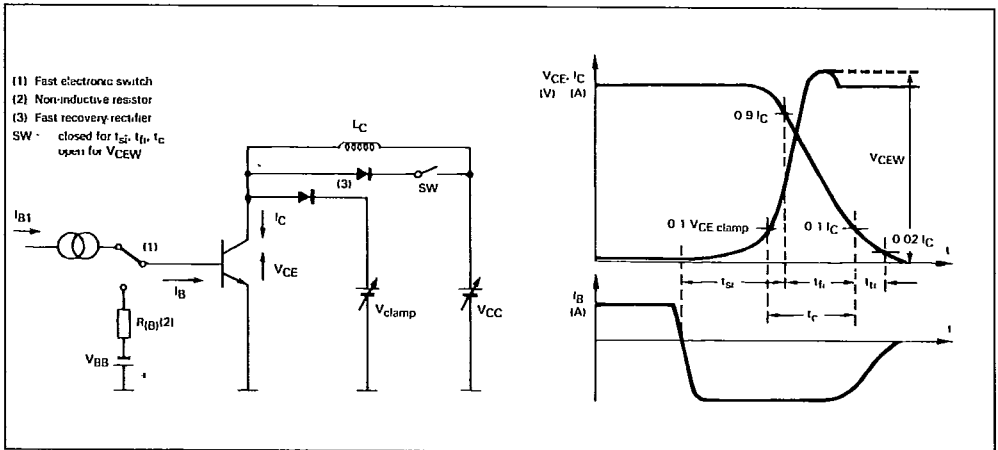 (1) Fast electronic switch
(2) Non-inductive resistor
(3) Fast recovery rectifier
SW - closed for tsi, tfi, tc
open for VCEW
LC
(3)
SW
IB1
(1)
IC
VCE
IB
R(B)(2)
VBB
+
Vclamp
VCC
VCE, IC
(V) (A)
0.9 IC
VCEW
0.1 VCE clamp
0.1 IC
0.02 IC
t
tsi
tfi
tti
tc
IB
(A)
t